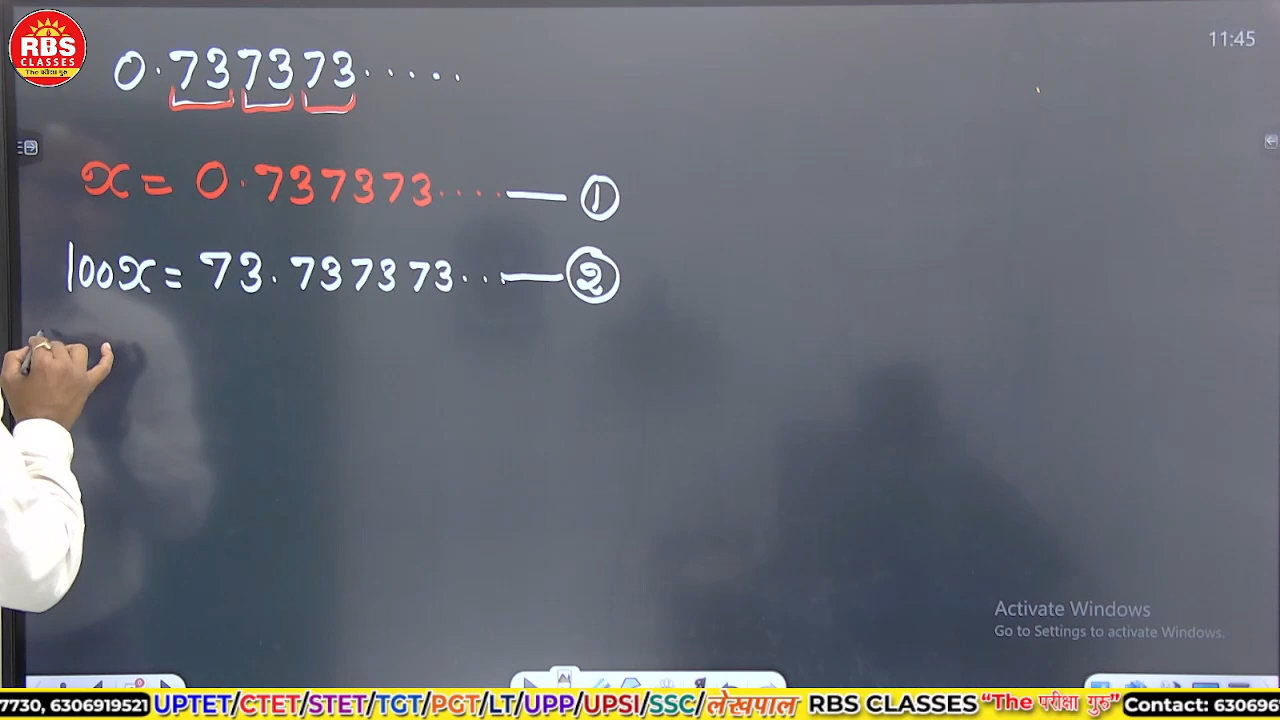 RBS
CLASSES
The परीक्षा गुरु
11:45
0.737373.....
x = 0.737373.... — ①
100x = 73.737373... — ②
Activate Windows
Go to Settings to activate Windows.
7730, 6306919521 UPTET/CTET/STET/TGT/PGT/LT/UPP/UPSI/SSC/लेखपाल RBS CLASSES “The परीक्षा गुरु” Contact: 630696